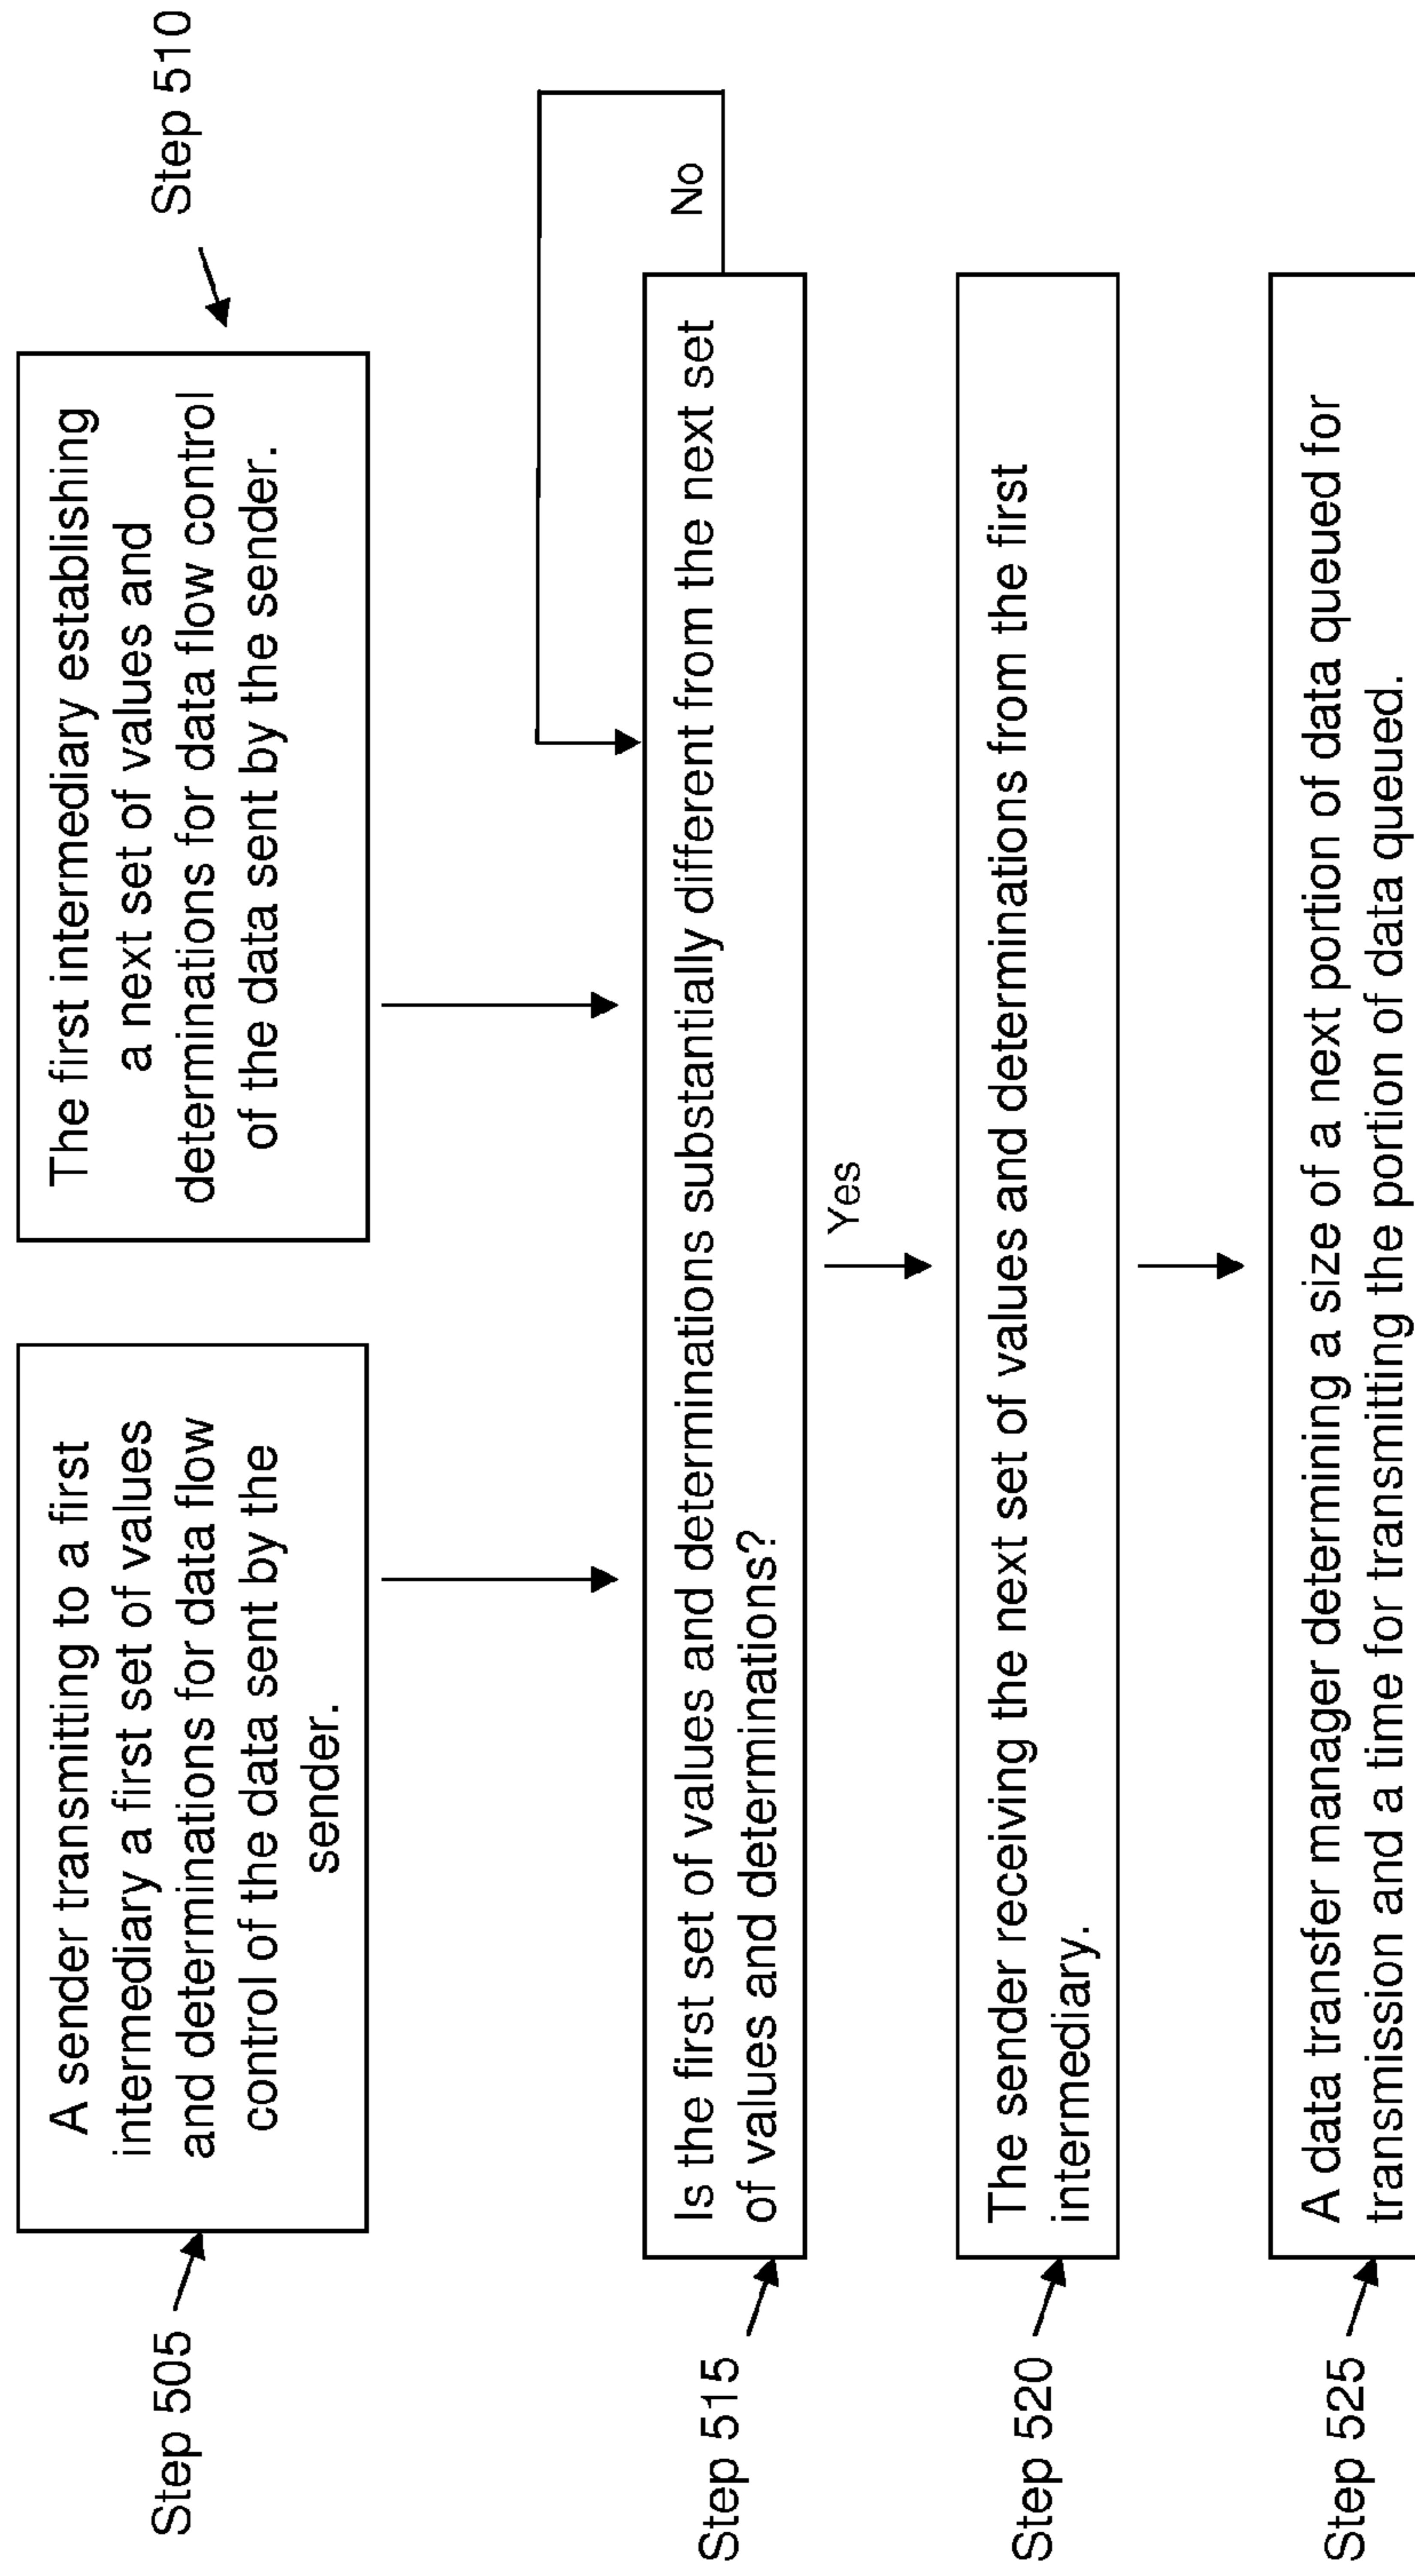 Step 505
A sender transmitting to a first
intermediary a first set of values
and determinations for data flow
control of the data sent by the
sender.
Step 510
The first intermediary establishing
a next set of values and
determinations for data flow control
of the data sent by the sender.
Step 515
Is the first set of values and determinations substantially different from the next set
of values and determinations?
No
Yes
Step 520
The sender receiving the next set of values and determinations from the first
intermediary.
Step 525
A data transfer manager determining a size of a next portion of data queued for
transmission and a time for transmitting the portion of data queued.